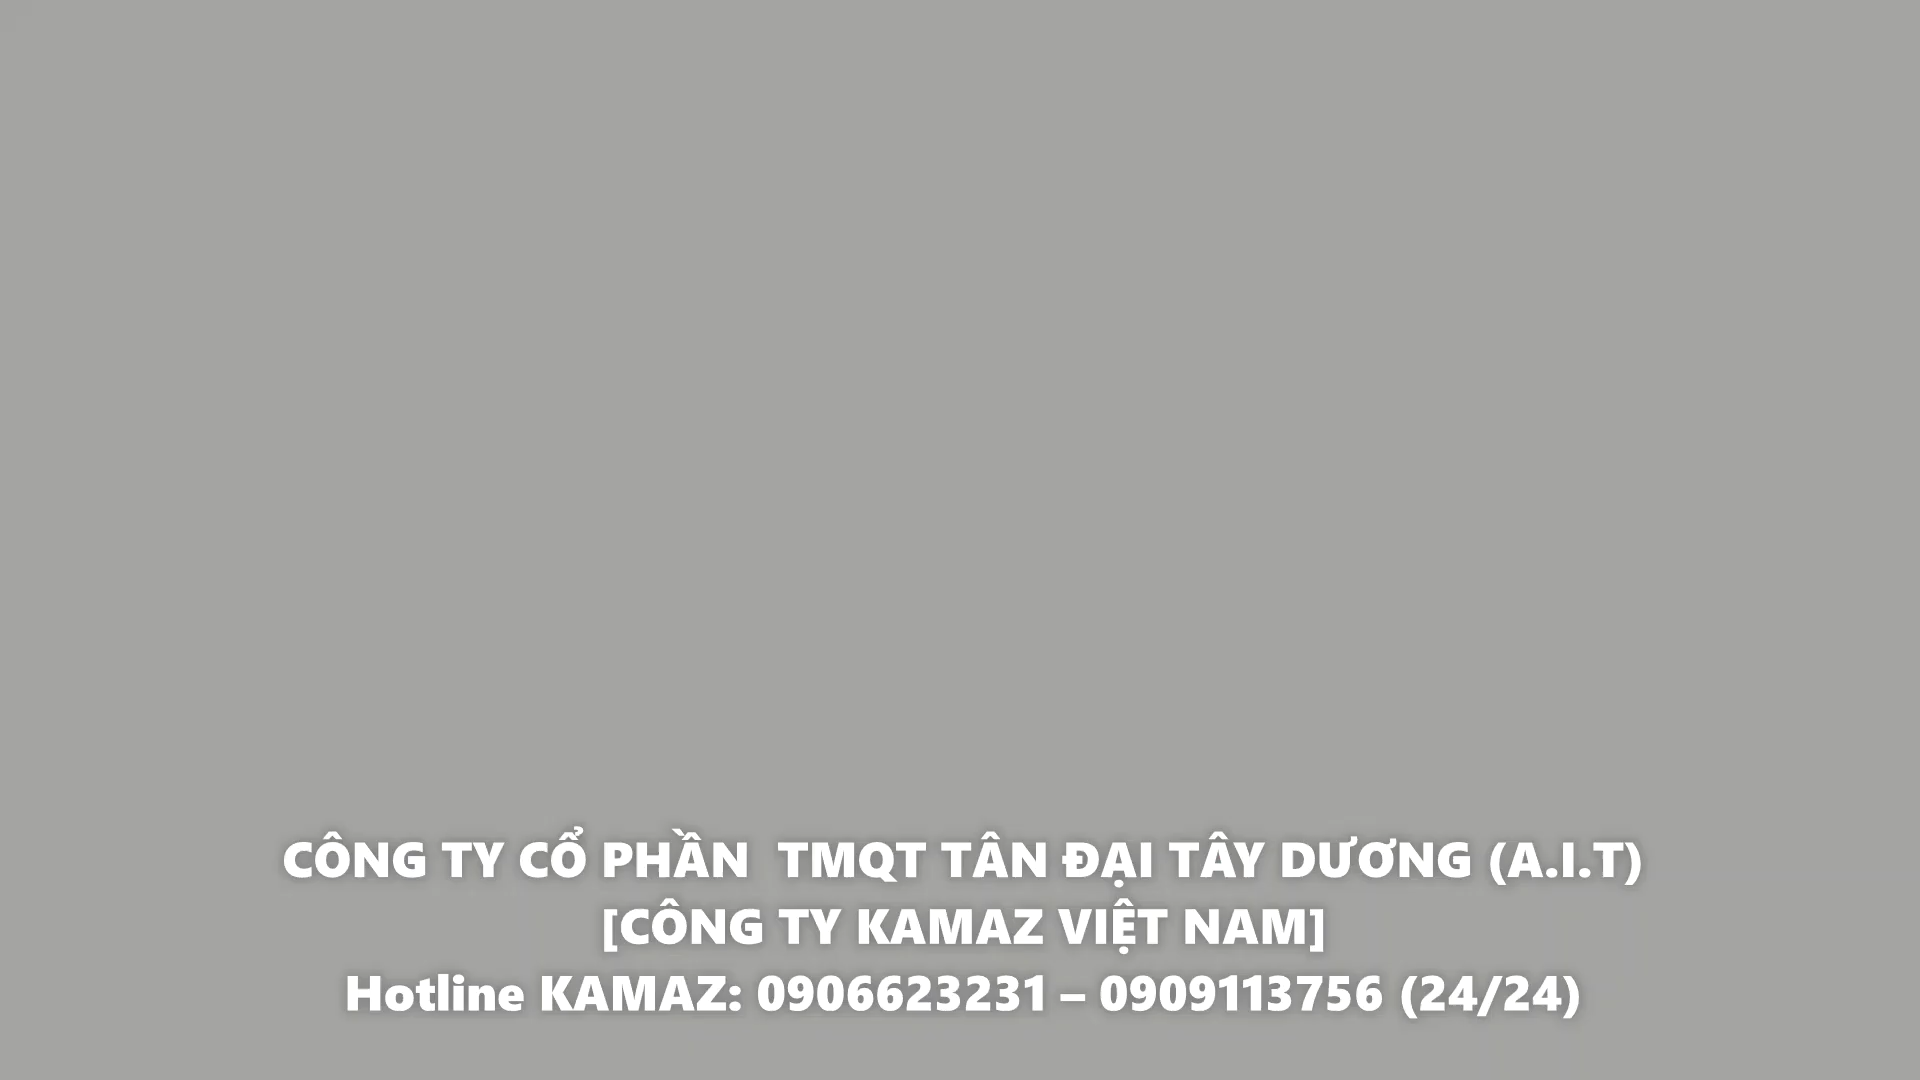 CÔNG TY CỔ PHẦN  TMQT TÂN ĐẠI TÂY DƯƠNG (A.I.T)
[CÔNG TY KAMAZ VIỆT NAM]
Hotline KAMAZ: 0906623231 – 0909113756 (24/24)